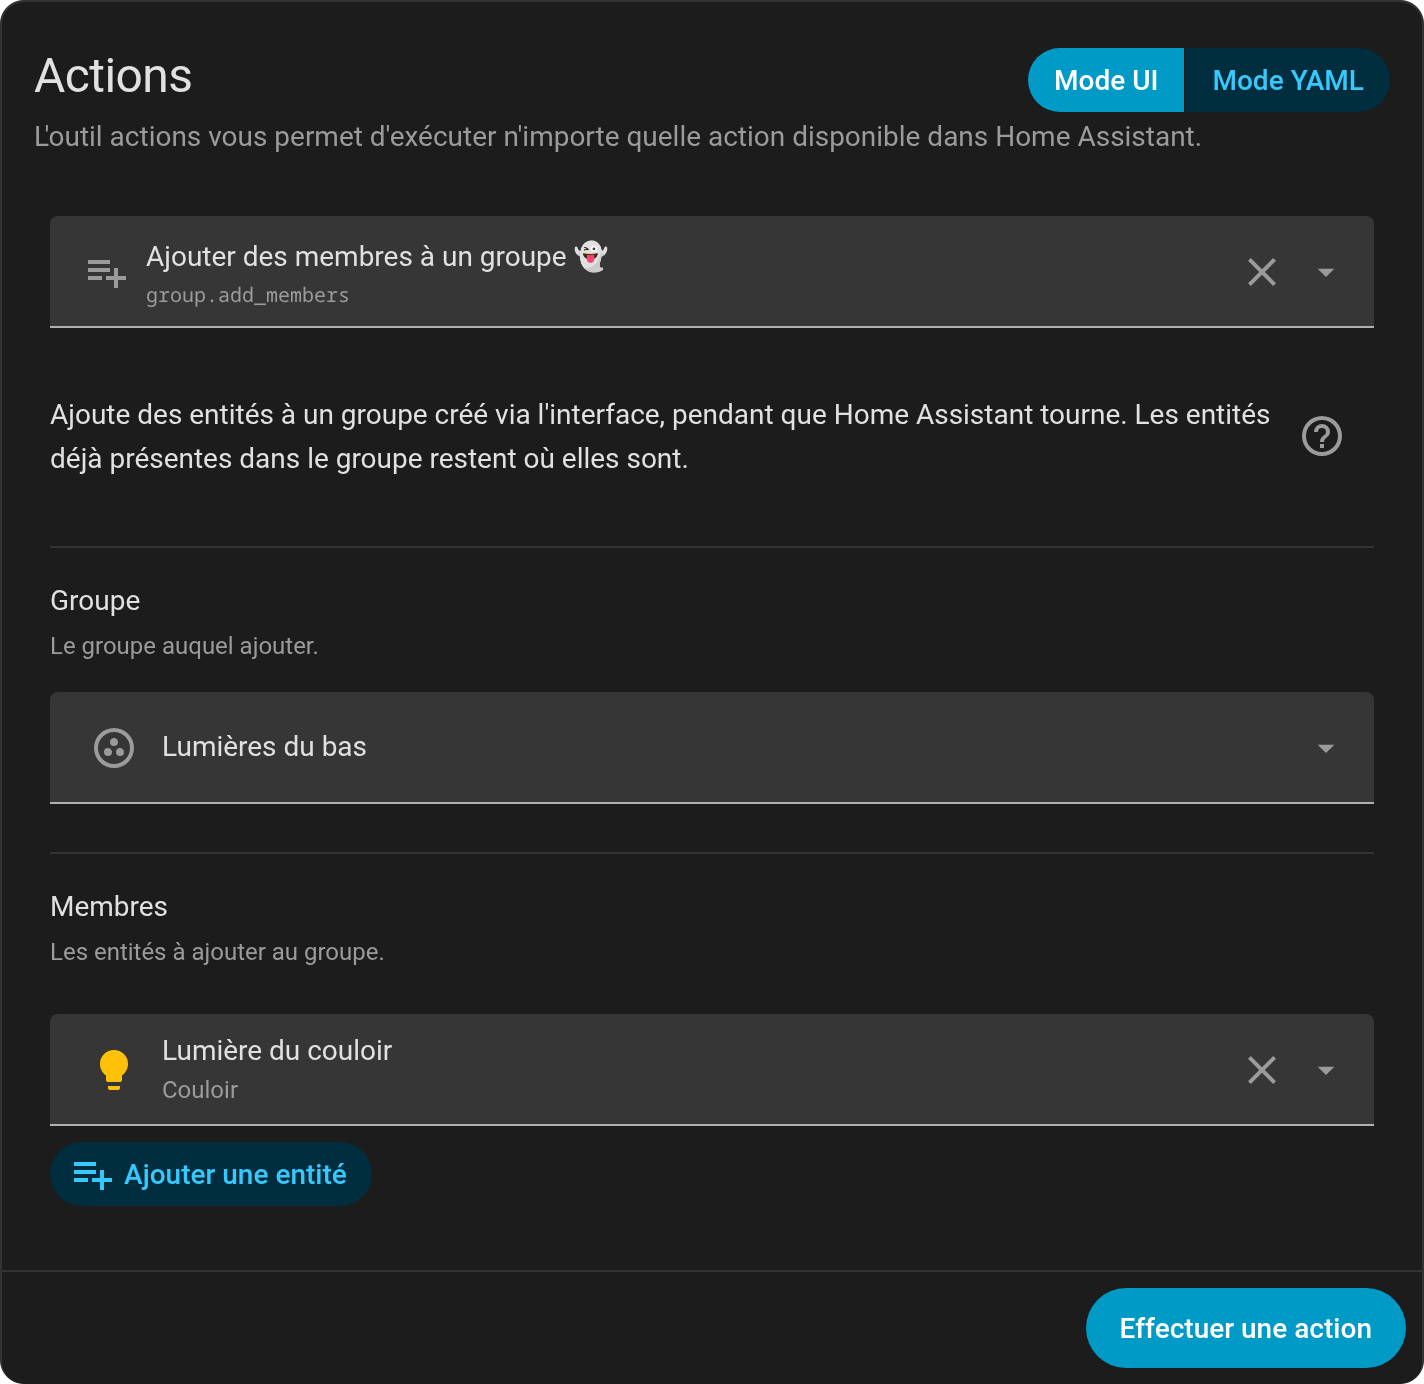 Actions
Mode UI
Mode YAML
L'outil actions vous permet d'exécuter n'importe quelle action disponible dans Home Assistant.
Ajouter des membres à un groupe 👻
group.add_members
Ajoute des entités à un groupe créé via l'interface, pendant que Home Assistant tourne. Les entités
déjà présentes dans le groupe restent où elles sont.
Groupe
Le groupe auquel ajouter.
Lumières du bas
Membres
Les entités à ajouter au groupe.
Lumière du couloir
Couloir
Ajouter une entité
Effectuer une action